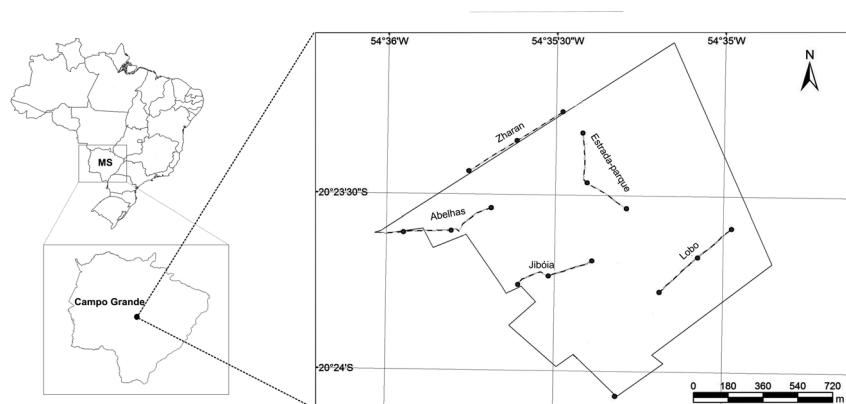 54°36'W
54°35'30"W
54°35'W
N
MS
Zharan
Estrada-parque
20°23'30"S
Abelhas
Jibóia
Lobo
Campo Grande
20°24'S
0 180 360 540 720
m